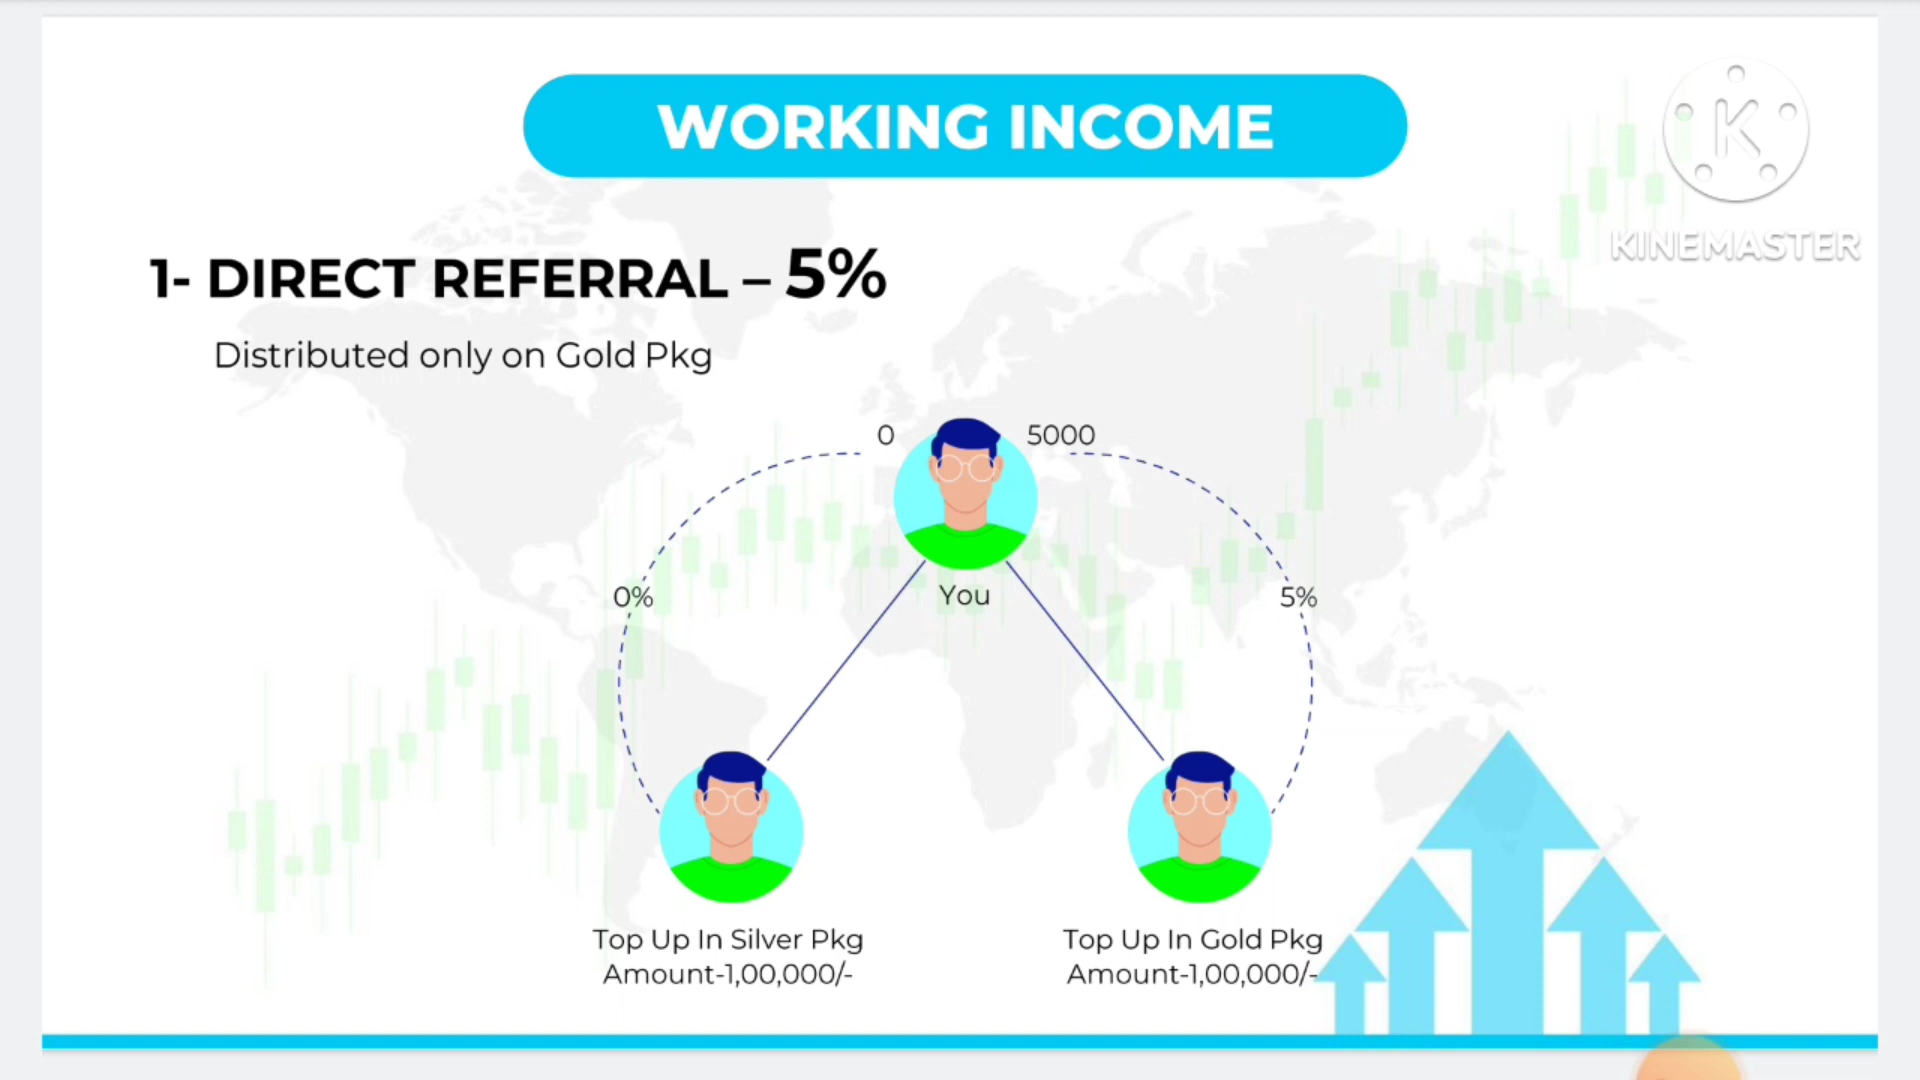 WORKING INCOME
K
KINEMASTER
1- DIRECT REFERRAL – 5%
Distributed only on Gold Pkg
0
5000
0%
You
5%
Top Up In Silver Pkg
Amount-1,00,000/-
Top Up In Gold Pkg
Amount-1,00,000/-